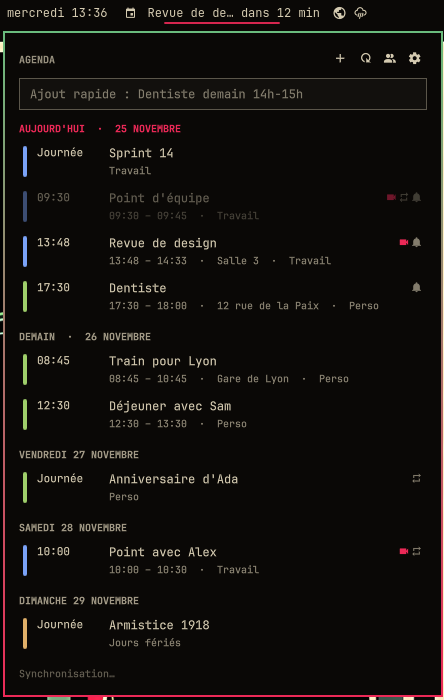 mercredi 13:36 Revue de de… dans 12 min
AGENDA
Ajout rapide : Dentiste demain 14h-15h
AUJOURD'HUI · 25 NOVEMBRE
Journée Sprint 14
Travail
09:30 Point d'équipe
09:30 – 09:45 · Travail
13:48 Revue de design
13:48 – 14:33 · Salle 3 · Travail
17:30 Dentiste
17:30 – 18:00 · 12 rue de la Paix · Perso
DEMAIN · 26 NOVEMBRE
08:45 Train pour Lyon
08:45 – 10:45 · Gare de Lyon · Perso
12:30 Déjeuner avec Sam
12:30 – 13:30 · Perso
VENDREDI 27 NOVEMBRE
Journée Anniversaire d'Ada
Perso
SAMEDI 28 NOVEMBRE
10:00 Point avec Alex
10:00 – 10:30 · Travail
DIMANCHE 29 NOVEMBRE
Journée Armistice 1918
Jours fériés
Synchronisation…